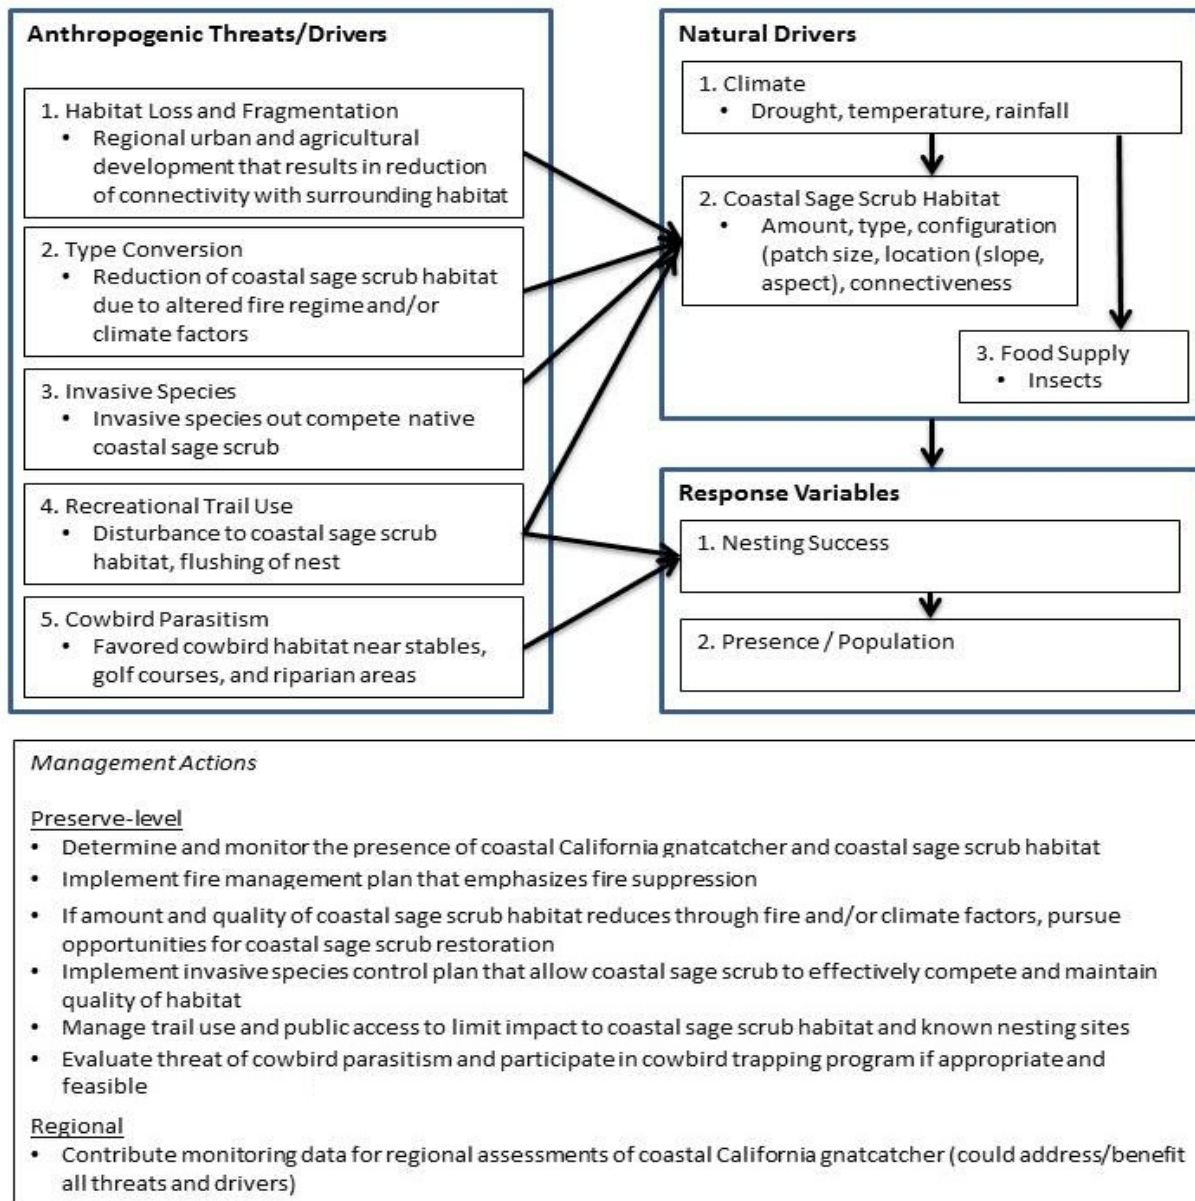 Anthropogenic Threats/Drivers
1. Habitat Loss and Fragmentation
• Regional urban and agricultural
development that results in reduction
of connectivity with surrounding habitat
2. Type Conversion
• Reduction of coastal sage scrub habitat
due to altered fire regime and/or
climate factors
3. Invasive Species
• Invasive species out compete native
coastal sage scrub
4. Recreational Trail Use
• Disturbance to coastal sage scrub
habitat, flushing of nest
5. Cowbird Parasitism
• Favored cowbird habitat near stables,
golf courses, and riparian areas
Natural Drivers
1. Climate
• Drought, temperature, rainfall
2. Coastal Sage Scrub Habitat
• Amount, type, configuration
(patch size, location (slope,
aspect), connectiveness
3. Food Supply
• Insects
Response Variables
1. Nesting Success
2. Presence / Population
Management Actions
Preserve-level
• Determine and monitor the presence of coastal California gnatcatcher and coastal sage scrub habitat
• Implement fire management plan that emphasizes fire suppression
• If amount and quality of coastal sage scrub habitat reduces through fire and/or climate factors, pursue
opportunities for coastal sage scrub restoration
• Implement invasive species control plan that allow coastal sage scrub to effectively compete and maintain
quality of habitat
• Manage trail use and public access to limit impact to coastal sage scrub habitat and known nesting sites
• Evaluate threat of cowbird parasitism and participate in cowbird trapping program if appropriate and
feasible
Regional
• Contribute monitoring data for regional assessments of coastal California gnatcatcher (could address/benefit
all threats and drivers)